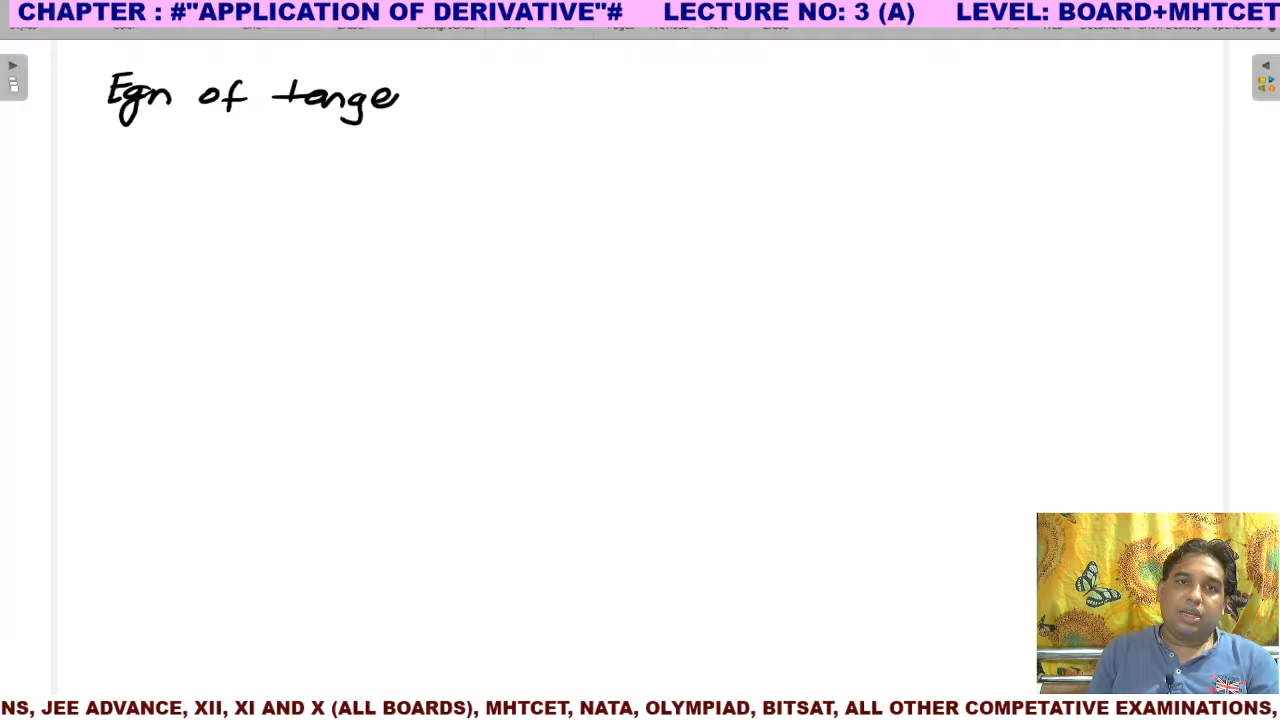 CHAPTER : #"APPLICATION OF DERIVATIVE"# LECTURE NO: 3 (A) LEVEL: BOARD+MHTCET
Eqn of tange
NS, JEE ADVANCE, XII, XI AND X (ALL BOARDS), MHTCET, NATA, OLYMPIAD, BITSAT, ALL OTHER COMPETATIVE EXAMINATIONS,